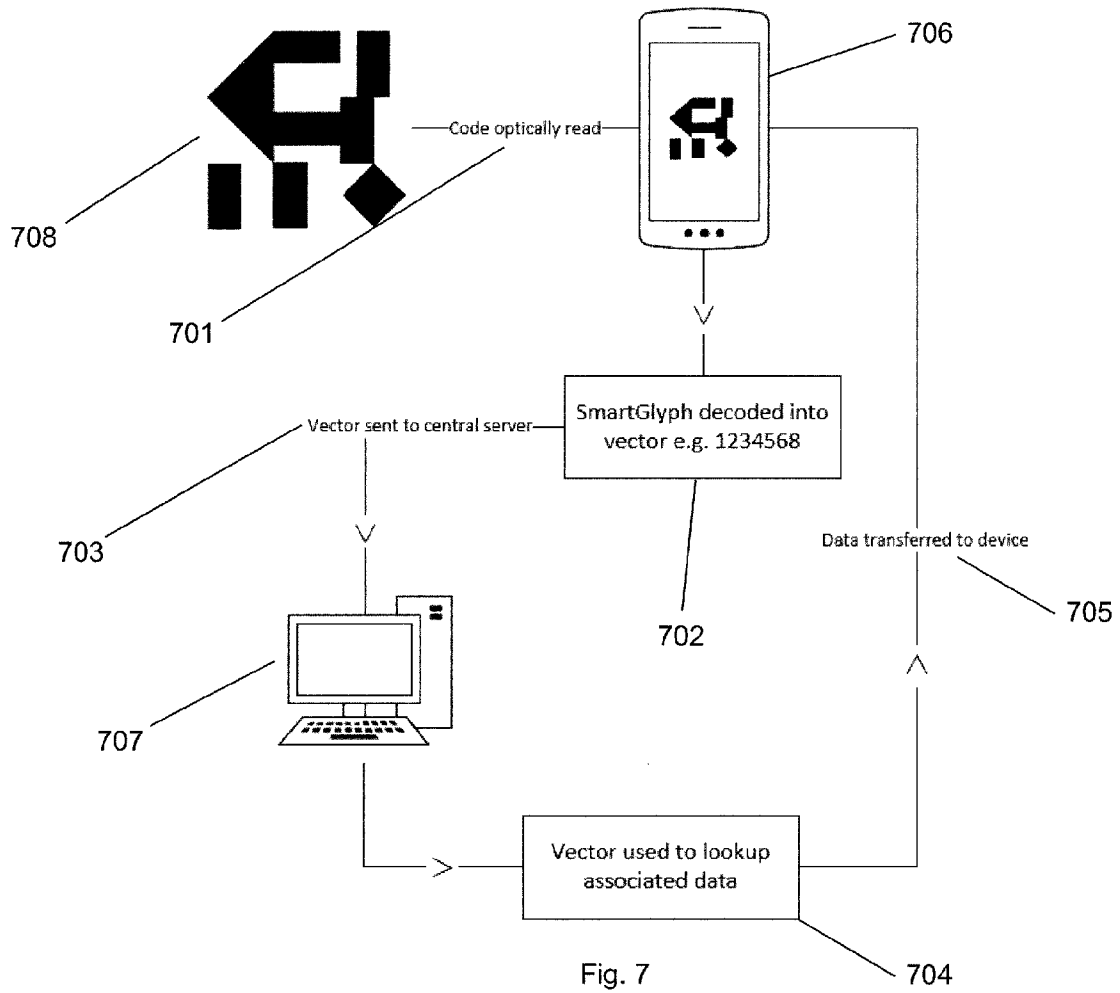 706
Code optically read
708
701
SmartGlyph decoded into
vector e.g. 1234568
Vector sent to central server
703
Data transferred to device
705
702
707
Vector used to lookup
associated data
Fig. 7
704